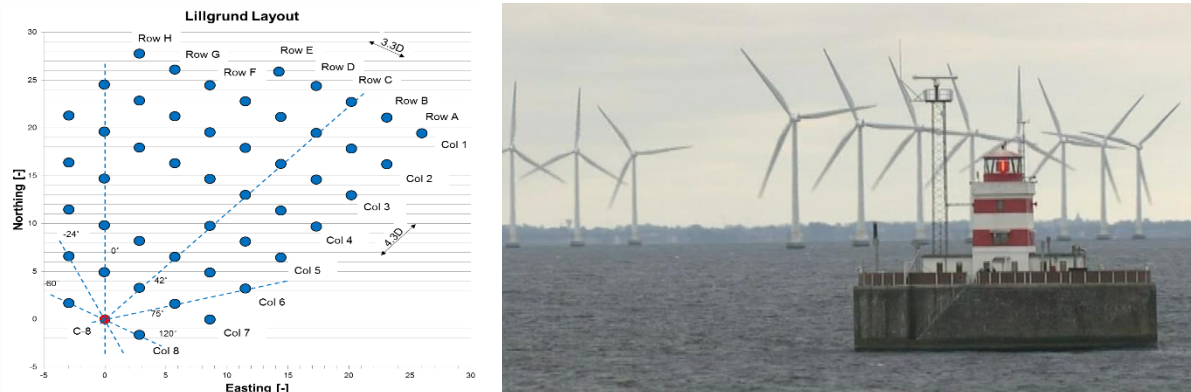 Lillgrund Layout
30
Row H
3.3D
Row G
Row E
Row F
Row D
Row C
25
Row B
Row A
20
Col 1
Col 2
15
Col 3
Northing [-]
10
Col 4
4.3D
-24°
0°
Col 5
5
60°
42°
Col 6
75°
0
C-8
120°
Col 7
Col 8
-5
-5 0 5 10 15 20 25 30
Easting [-]